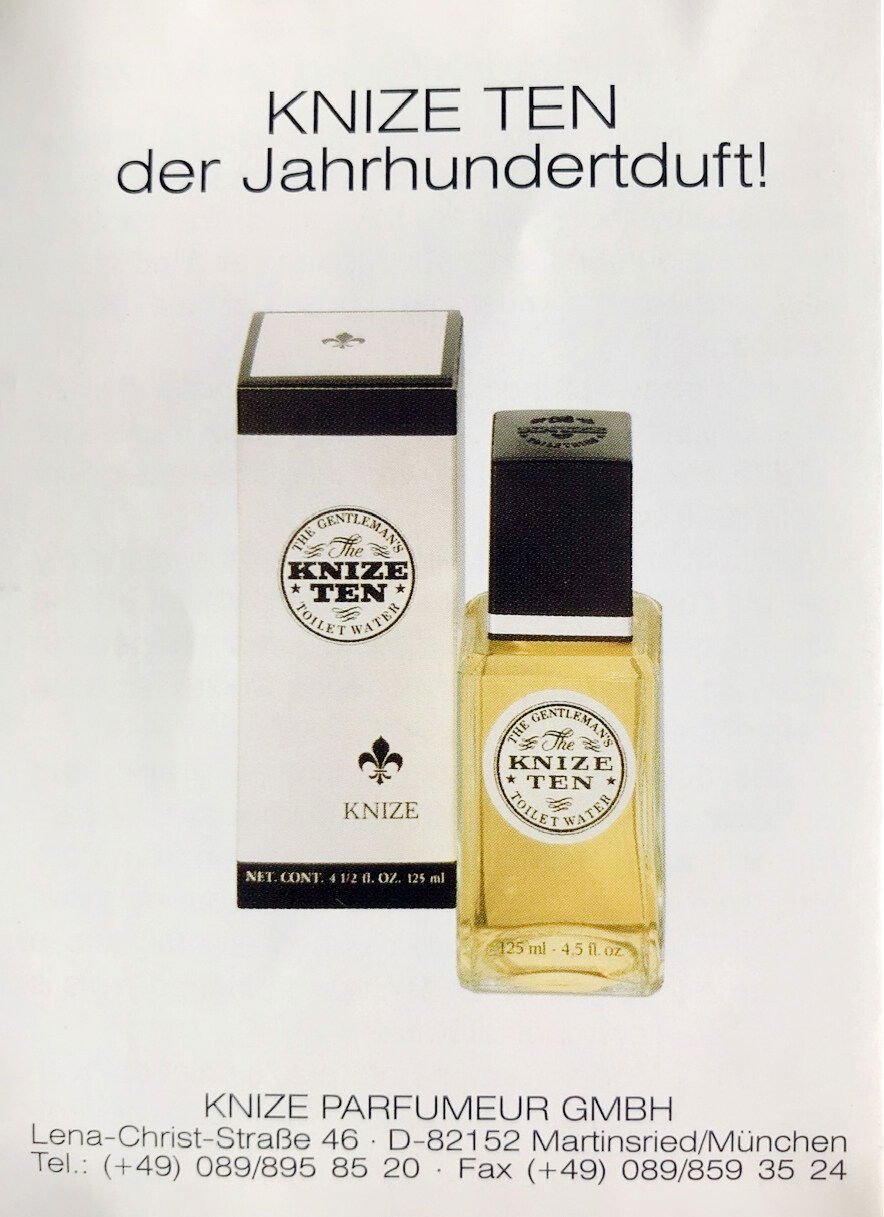 KNIZE TEN
der Jahrhundertduft!
THE GENTLEMAN'S
The
KNIZE
TEN
TOILET WATER
KNIZE
NET. CONT. 4 1/2 fl. OZ. 125 ml
THE GENTLEMAN'S
The
KNIZE
TEN
TOILET WATER
125 ml - 4.5 fl. oz
KNIZE PARFUMEUR GMBH
Lena-Christ-Straße 46 · D-82152 Martinsried/München
Tel.: (+49) 089/895 85 20 · Fax (+49) 089/859 35 24